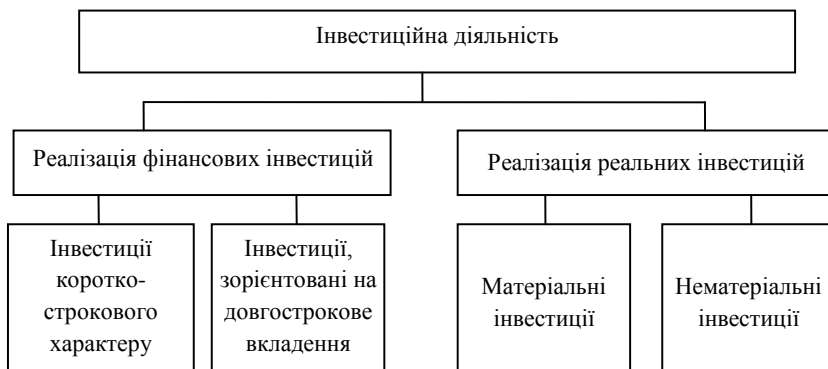 Інвестиційна діяльність
Реалізація фінансових інвестицій
Реалізація реальних інвестицій
Інвестиції
коротко-
строкового
характеру
Інвестиції,
зорієнтовані на
довгострокове
вкладення
Матеріальні
інвестиції
Нематеріальні
інвестиції